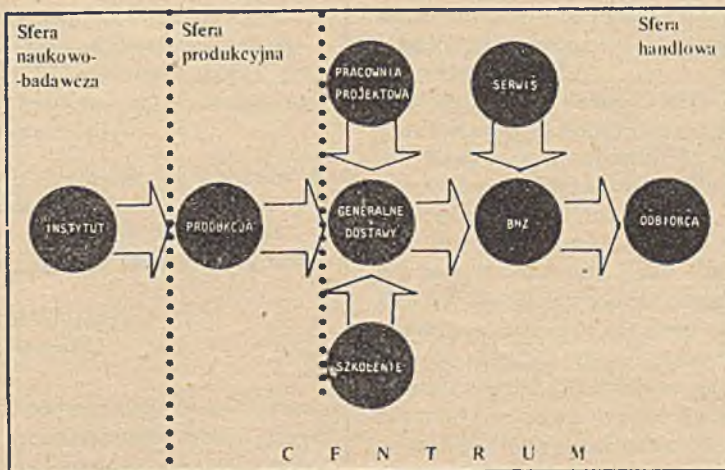 Sfera
naukowo-
-badawcza
Sfera
produkcyjna
Sfera
handlowa
PRACOWNIA
PROJEKTOWA
SERWIS
INSTYTUT
PRODUKCJA
GENERALNE
DOSTAWY
BHZ
ODBIORCA
SZKOLENIE
C E N T R U M